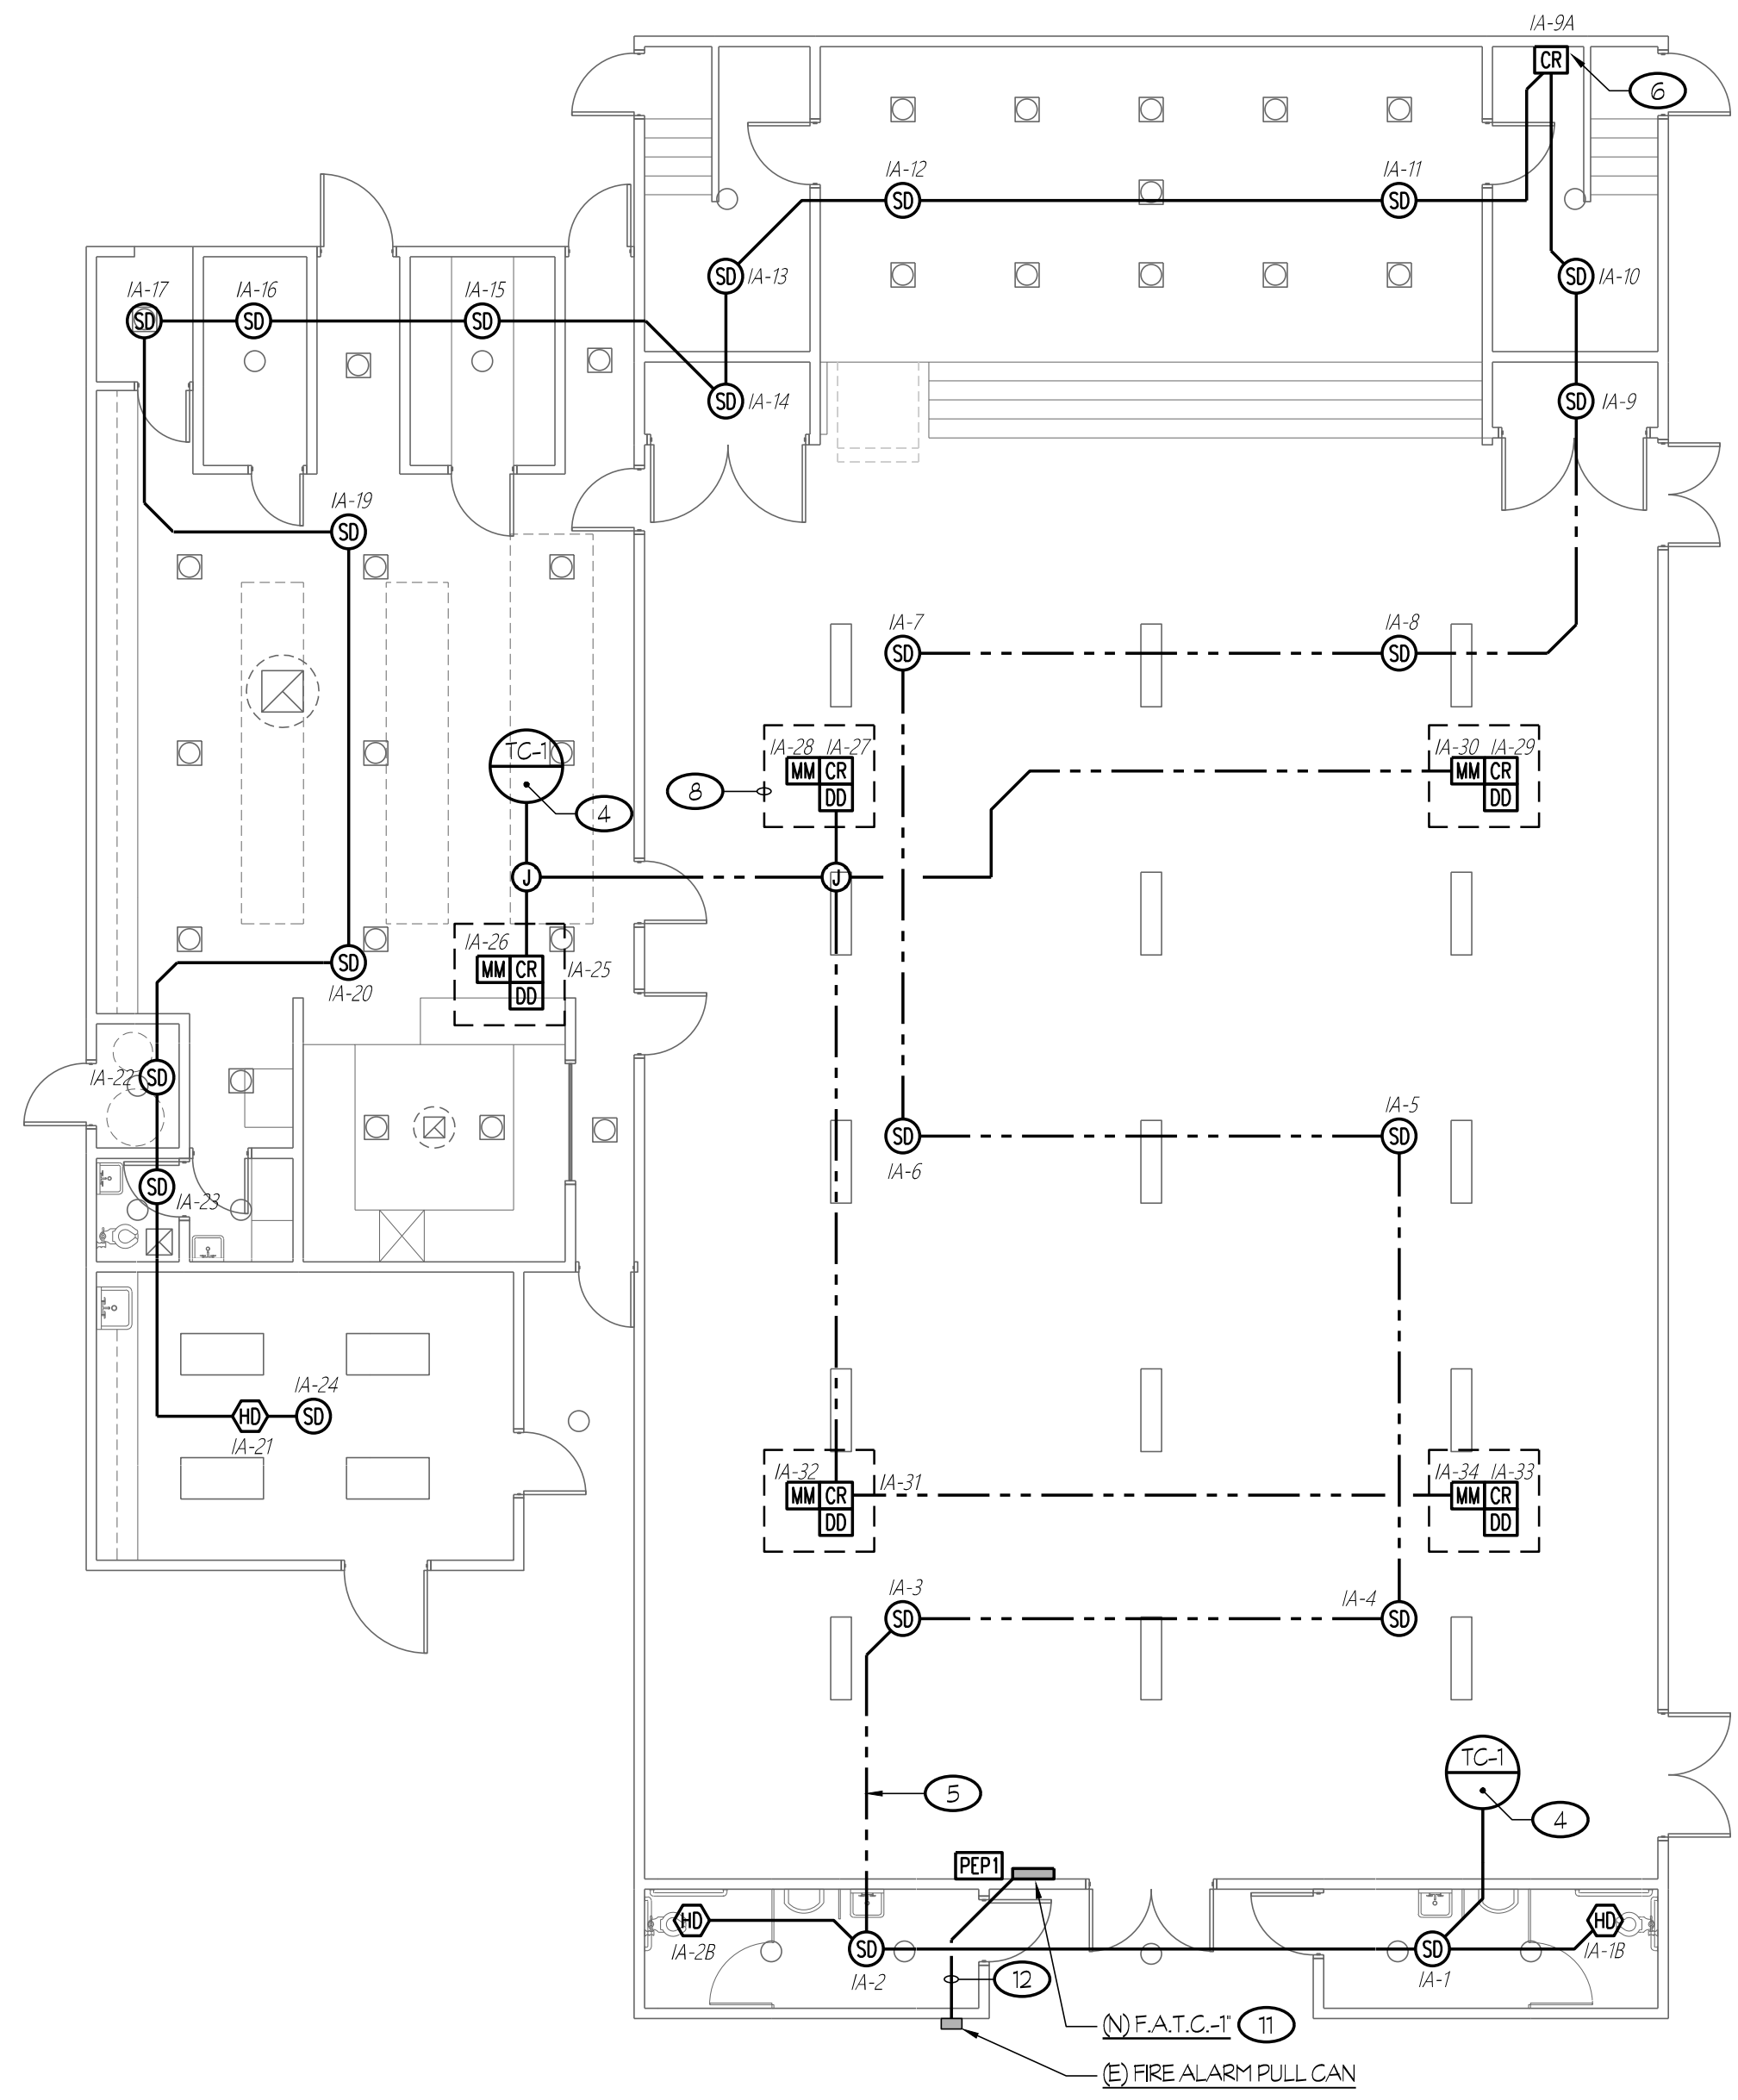 IA-9A
CR
6
IA-12
IA-11
SD
SD
SD
IA-13
SD
IA-10
IA-17
IA-16
IA-15
SD
SD
SD
SD
IA-14
SD
IA-9
IA-19
SD
IA-7
IA-8
SD
SD
TC-1
4
8
IA-28
IA-27
MM
CR
DD
IA-30
IA-29
MM
CR
DD
J
J
IA-26
MM
CR
IA-25
DD
SD
IA-20
IA-22
SD
IA-5
SD
SD
IA-6
SD
IA-23
IA-24
HD
SD
IA-21
IA-32
MM
CR
IA-31
DD
IA-34
IA-33
MM
CR
DD
IA-3
SD
IA-4
SD
5
TC-1
4
PEP1
HD
IA-2B
SD
IA-2
SD
IA-1
HD
IA-1B
12
(N) F.A.T.C.-1"
11
(E) FIRE ALARM PULL CAN